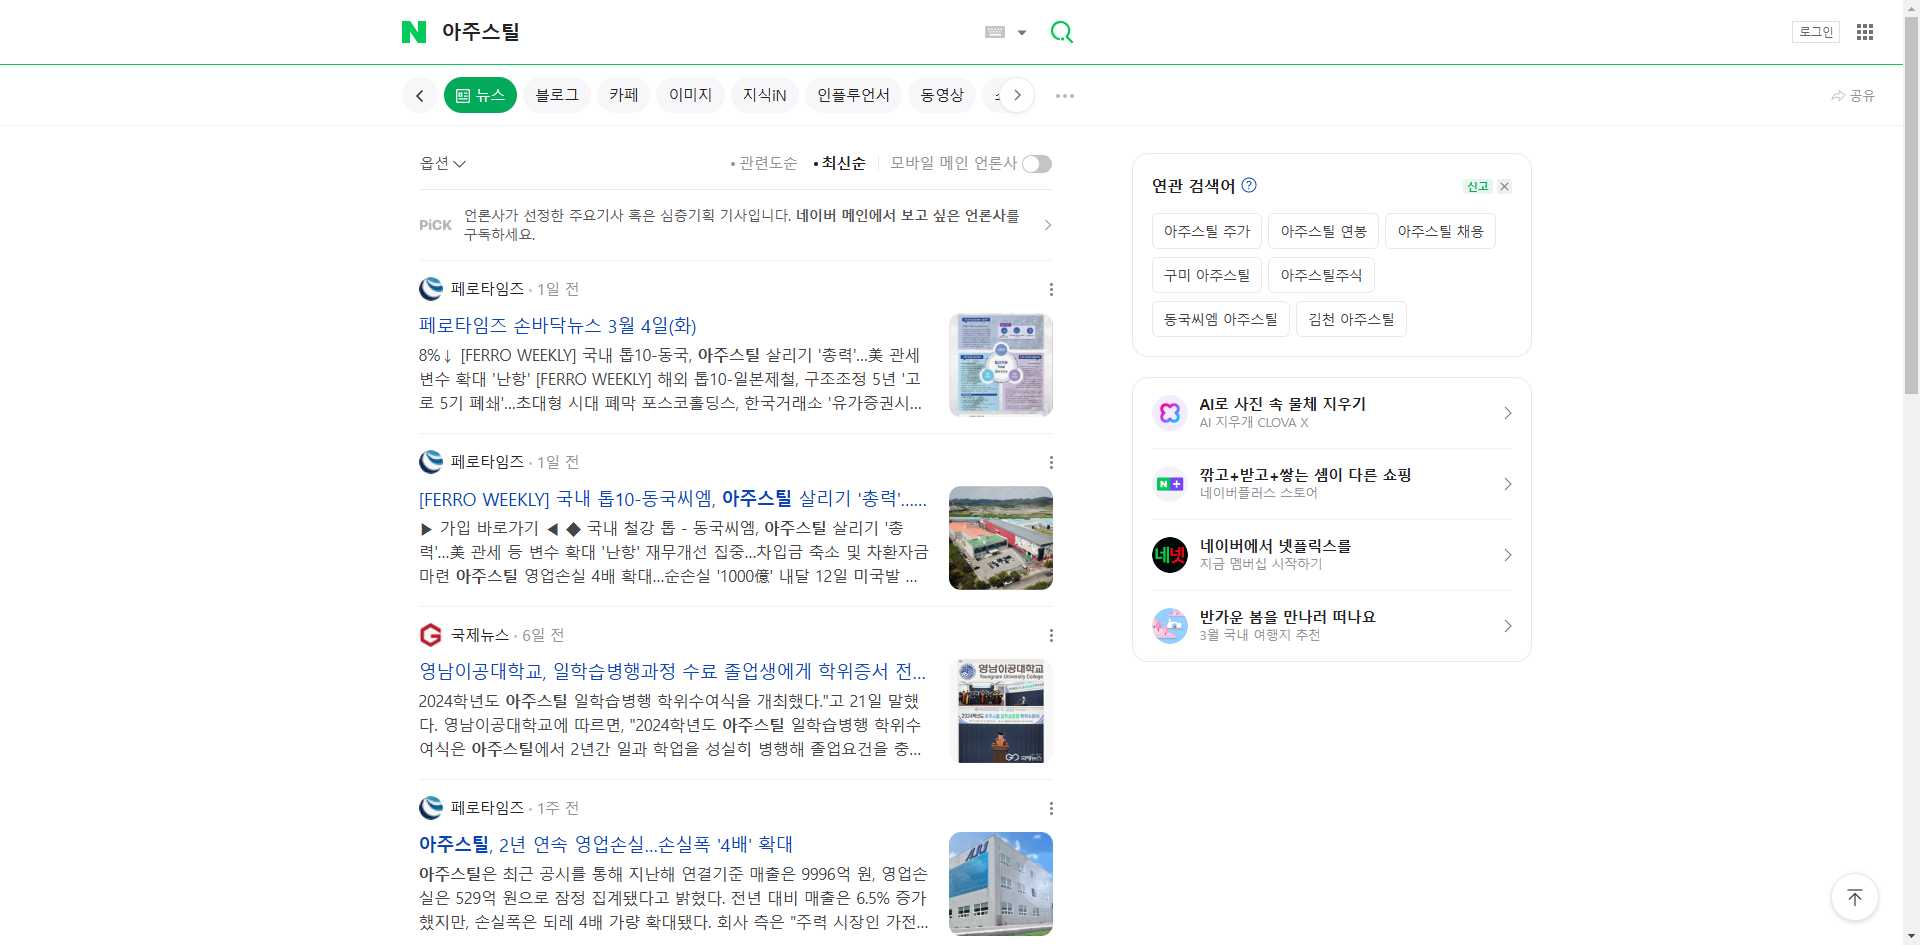 아주스틸
로그인
뉴스
블로그
카페
이미지
지식iN
인플루언서
동영상
공유
옵션
관련도순
최신순
모바일 메인 언론사
PiCK
언론사가 선정한 주요기사 혹은 심층기획 기사입니다. 네이버 메인에서 보고 싶은 언론사를
구독하세요.
페로타임즈 · 1일 전
페로타임즈 손바닥뉴스 3월 4일(화)
8%↓ [FERRO WEEKLY] 국내 톱10-동국, 아주스틸 살리기 '총력'...美 관세
변수 확대 '난항' [FERRO WEEKLY] 해외 톱10-일본제철, 구조조정 5년 '고
로 5기 폐쇄'...초대형 시대 폐막 포스코홀딩스, 한국거래소 '유가증권시...
페로타임즈 · 1일 전
[FERRO WEEKLY] 국내 톱10-동국씨엠, 아주스틸 살리기 '총력'......
▶ 가입 바로가기 ◀ ◆ 국내 철강 톱 - 동국씨엠, 아주스틸 살리기 '총
력'...美 관세 등 변수 확대 '난항' 재무개선 집중...차입금 축소 및 차환자금
마련 아주스틸 영업손실 4배 확대...순손실 '1000億' 내달 12일 미국발 ...
국제뉴스 · 6일 전
영남이공대학교, 일학습병행과정 수료 졸업생에게 학위증서 전...
2024학년도 아주스틸 일학습병행 학위수여식을 개최했다."고 21일 말했
다. 영남이공대학교에 따르면, "2024학년도 아주스틸 일학습병행 학위수
여식은 아주스틸에서 2년간 일과 학업을 성실히 병행해 졸업요건을 충...
영남이공대학교
Yeungnam University College
국제뉴스
페로타임즈 · 1주 전
아주스틸, 2년 연속 영업손실...손실폭 '4배' 확대
아주스틸은 최근 공시를 통해 지난해 연결기준 매출은 9996억 원, 영업손
실은 529억 원으로 잠정 집계됐다고 밝혔다. 전년 대비 매출은 6.5% 증가
했지만, 손실폭은 되레 4배 가량 확대됐다. 회사 측은 "주력 시장인 가전...
AJU
연관 검색어
신고
아주스틸 주가
아주스틸 연봉
아주스틸 채용
구미 아주스틸
아주스틸주식
동국씨엠 아주스틸
김천 아주스틸
AI로 사진 속 물체 지우기
AI 지우개 CLOVA X
깎고+받고+쌓는 셈이 다른 쇼핑
네이버플러스 스토어
네넷
네이버에서 넷플릭스를
지금 멤버십 시작하기
반가운 봄을 만나러 떠나요
3월 국내 여행지 추천